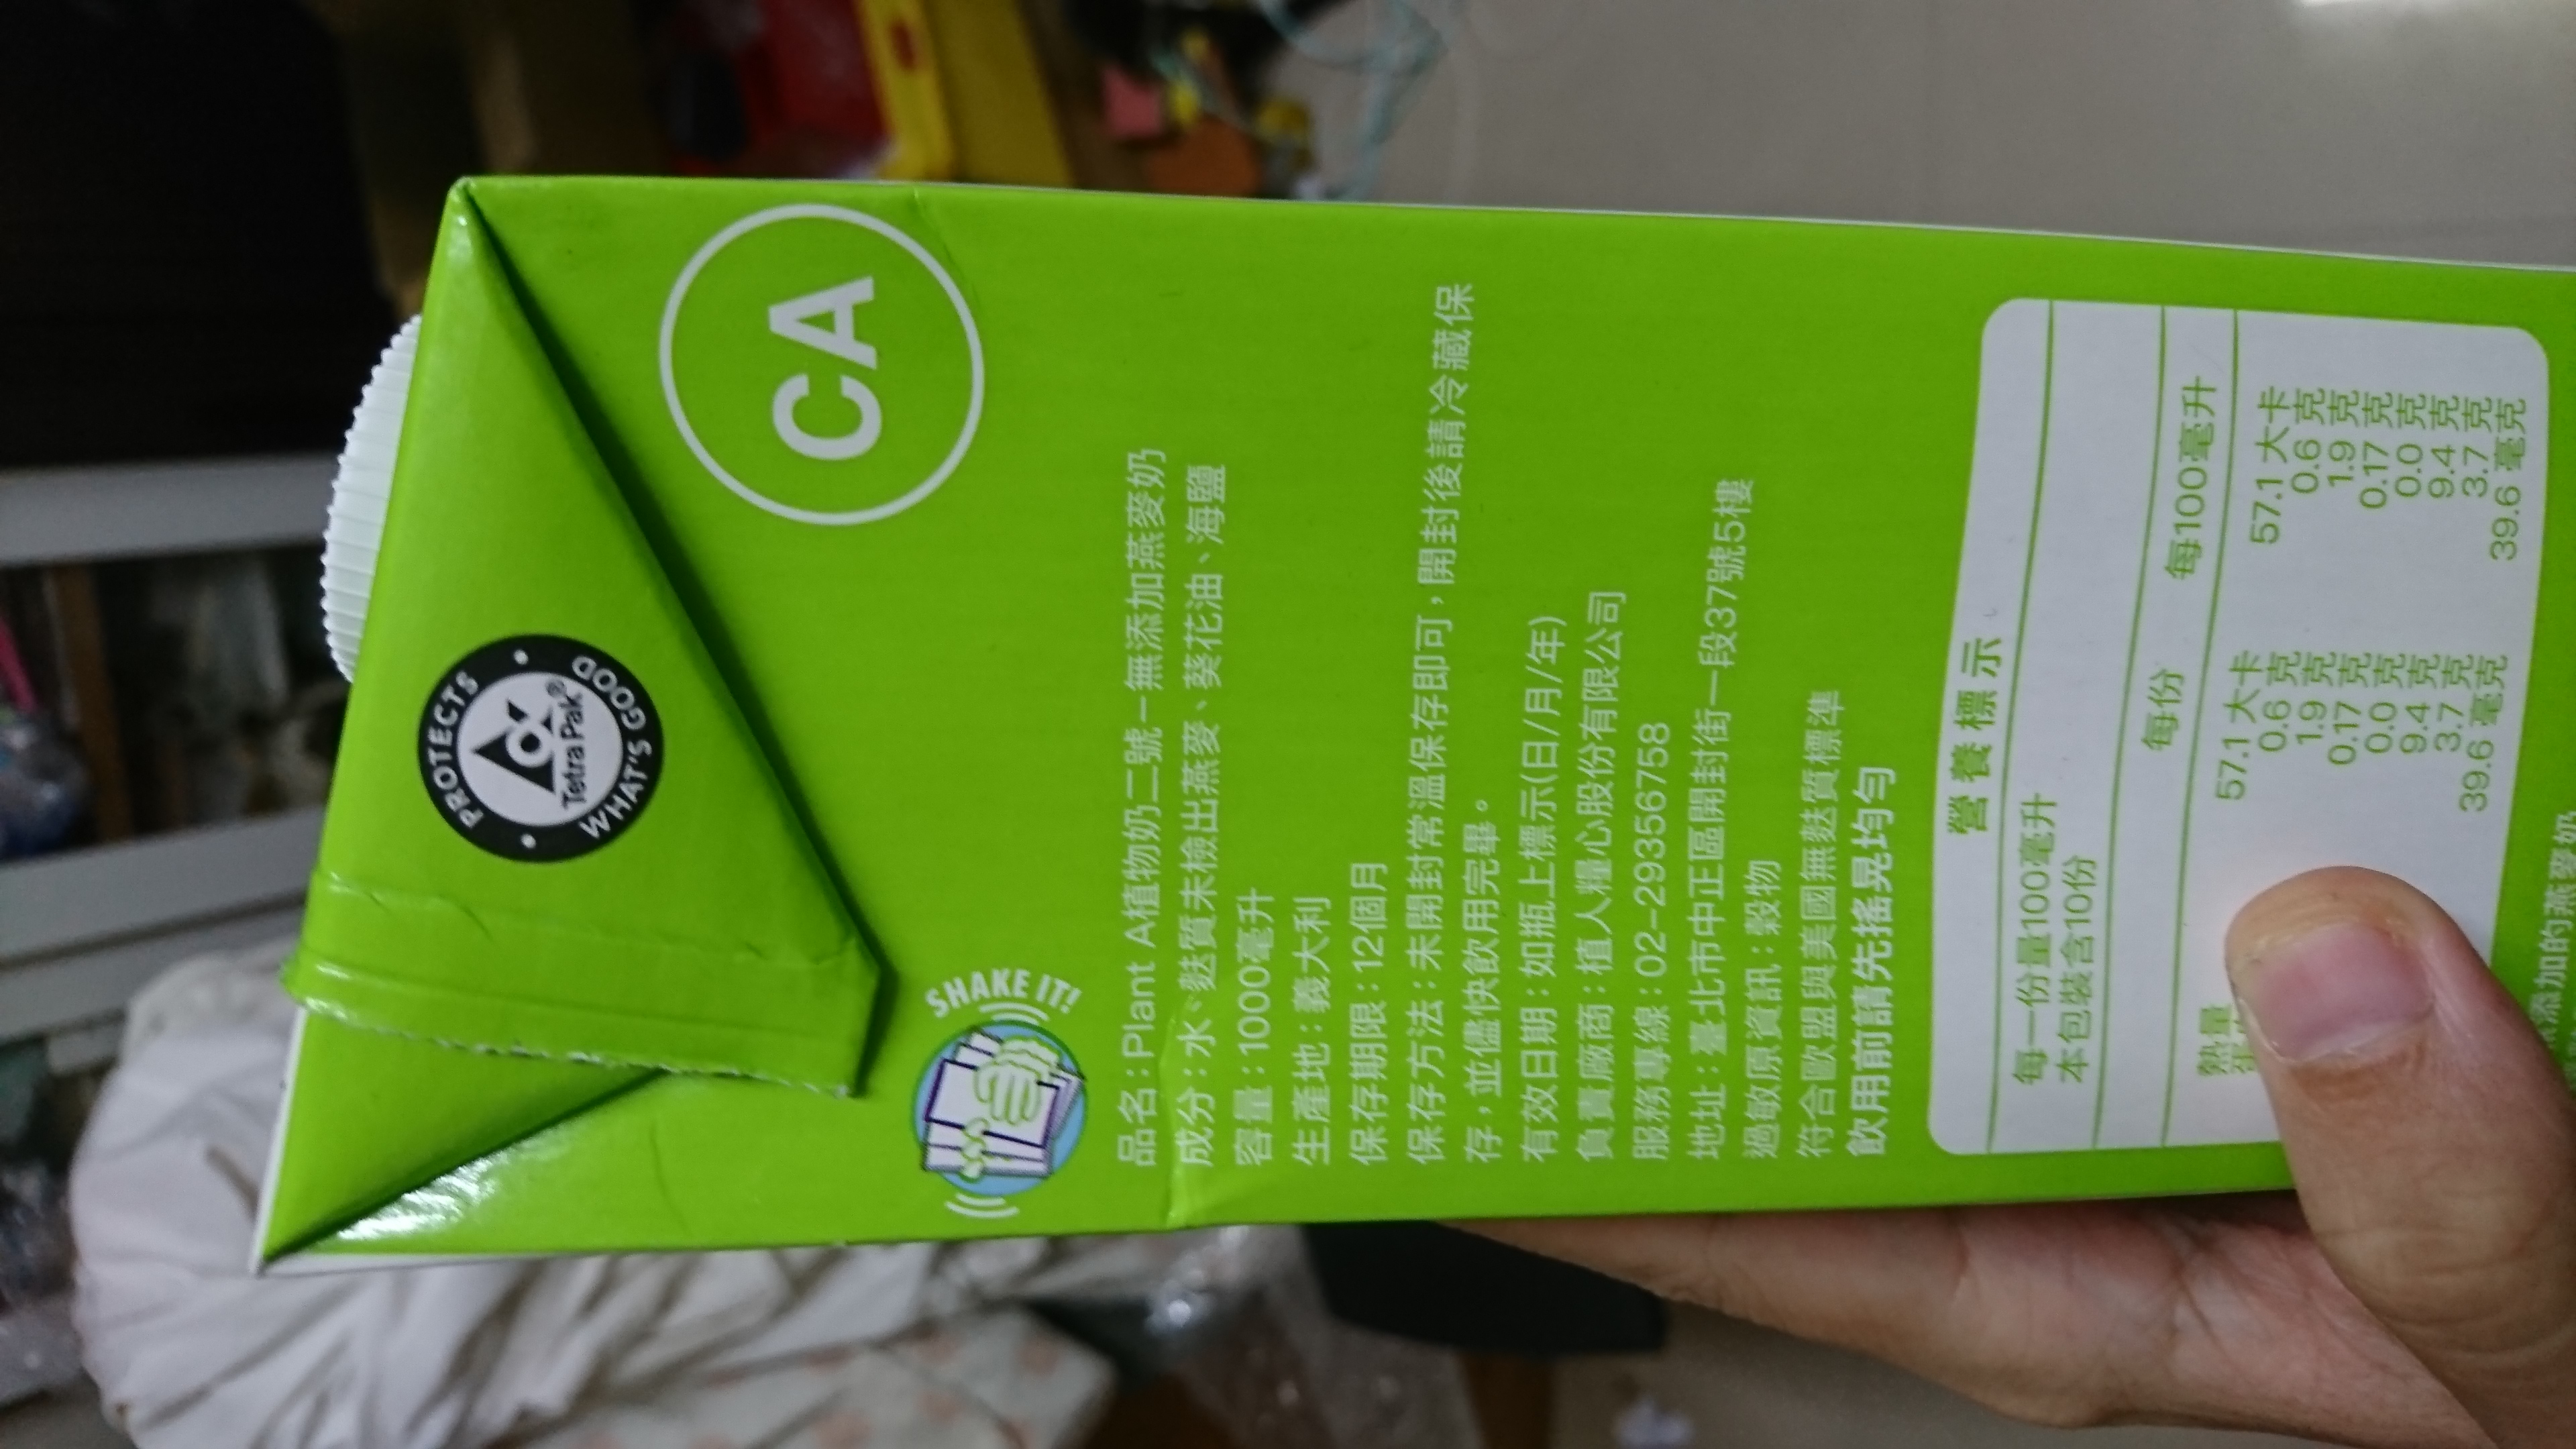 PROTECTS
TetraPak®
WHAT'S GOOD
CA
SHAKE IT!
品名：Plant A植物奶二號－無添加燕麥奶
成分：水、麩質未檢出燕麥、葵花油、海鹽
容量：1000毫升
生產地：義大利
保存期限：12個月
保存方法：未開封常溫保存即可，開封後請冷藏保
存，並儘快飲用完畢。
有效日期：如瓶上標示(日/月/年)
負責廠商：植人糧心股份有限公司
服務專線：02-29356758
地址：臺北市中正區開封街一段37號5樓
過敏原資訊：穀物
符合歐盟與美國無麩質標準
飲用前請先搖晃均勻
營養標示
每一份量100毫升
本包裝含10份
每份 每100毫升
熱量 57.1 大卡 57.1 大卡
0.6 克 0.6 克
1.9 克 1.9 克
0.17 克 0.17 克
0.0 克 0.0 克
9.4 克 9.4 克
3.7 克 3.7 克
39.6 毫克 39.6 毫克
添加的燕麥奶